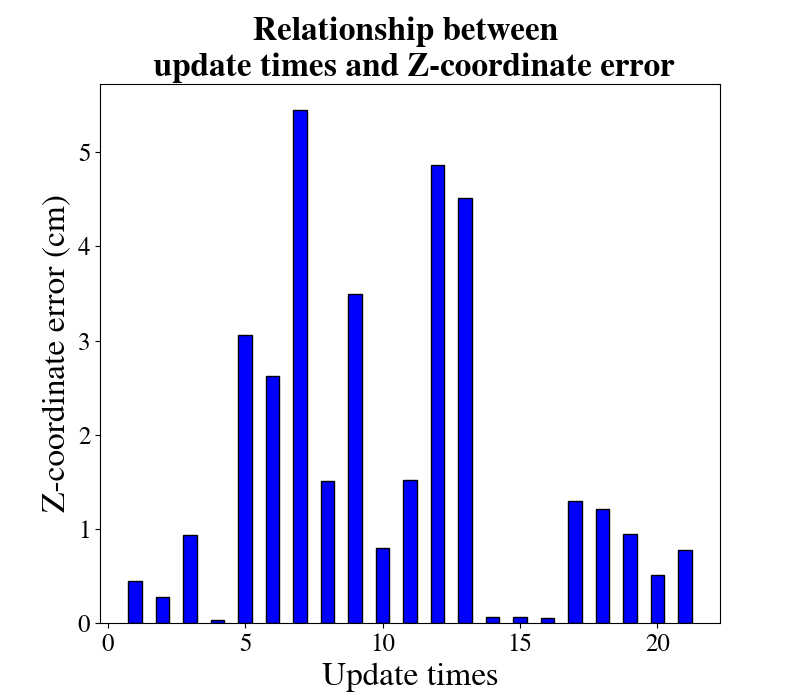 Relationship between
update times and Z-coordinate error
Z-coordinate error (cm)
5
4
3
2
1
0
0 5 10 15 20
Update times